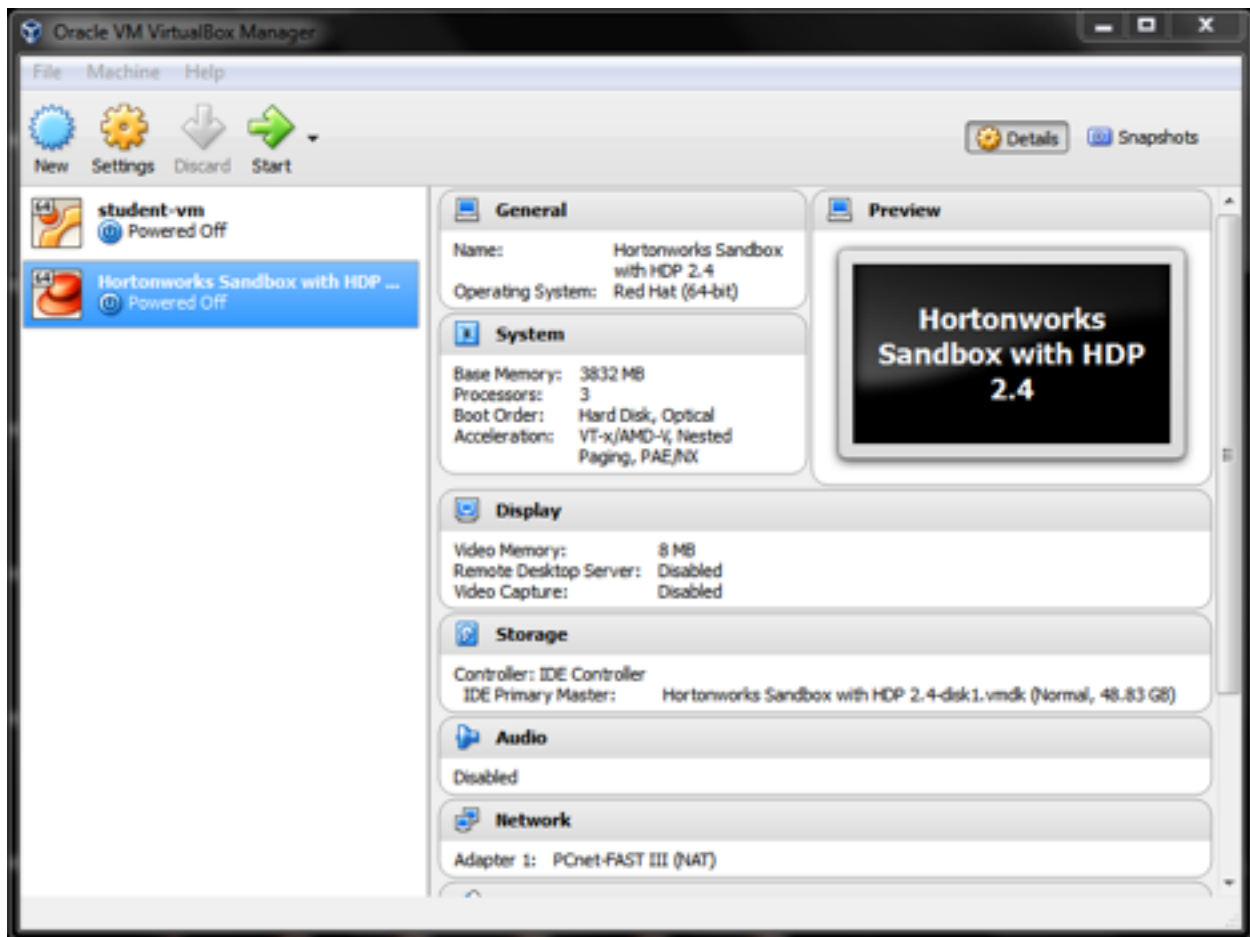 Oracle VM VirtualBox Manager
File Machine Help
New Settings Discard Start
Details Snapshots
64
student-vm
Powered Off
64
Hortonworks Sandbox with HDP ...
Powered Off
General
Name: Hortonworks Sandbox
with HDP 2.4
Operating System: Red Hat (64-bit)
System
Base Memory: 3832 MB
Processors: 3
Boot Order: Hard Disk, Optical
Acceleration: VT-x/AMD-V, Nested
Paging, PAE/NX
Preview
Hortonworks
Sandbox with HDP
2.4
Display
Video Memory: 8 MB
Remote Desktop Server: Disabled
Video Capture: Disabled
Storage
Controller: IDE Controller
IDE Primary Master: Hortonworks Sandbox with HDP 2.4-disk1.vmdk (Normal, 48.83 GB)
Audio
Disabled
Network
Adapter 1: PCnet-FAST III (NAT)